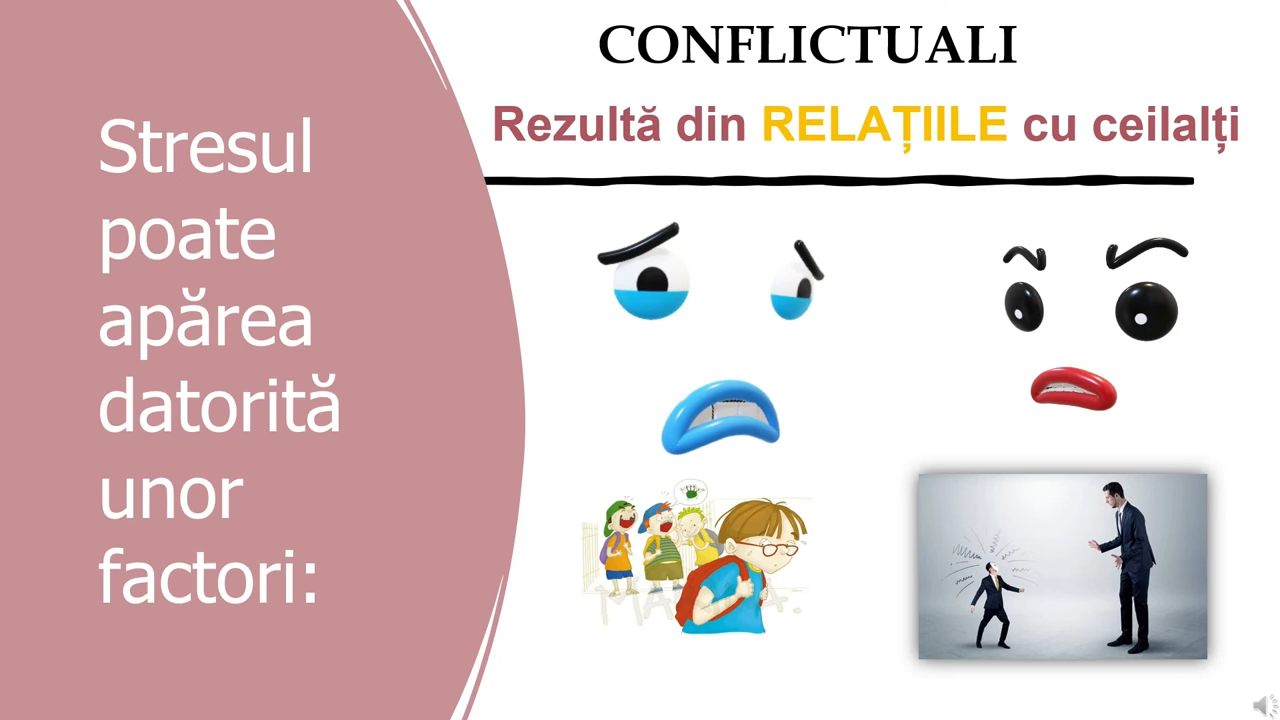 Stresul
poate
apărea
datorită
unor
factori:
CONFLICTUALI
Rezultă din RELAȚIILE cu ceilalți